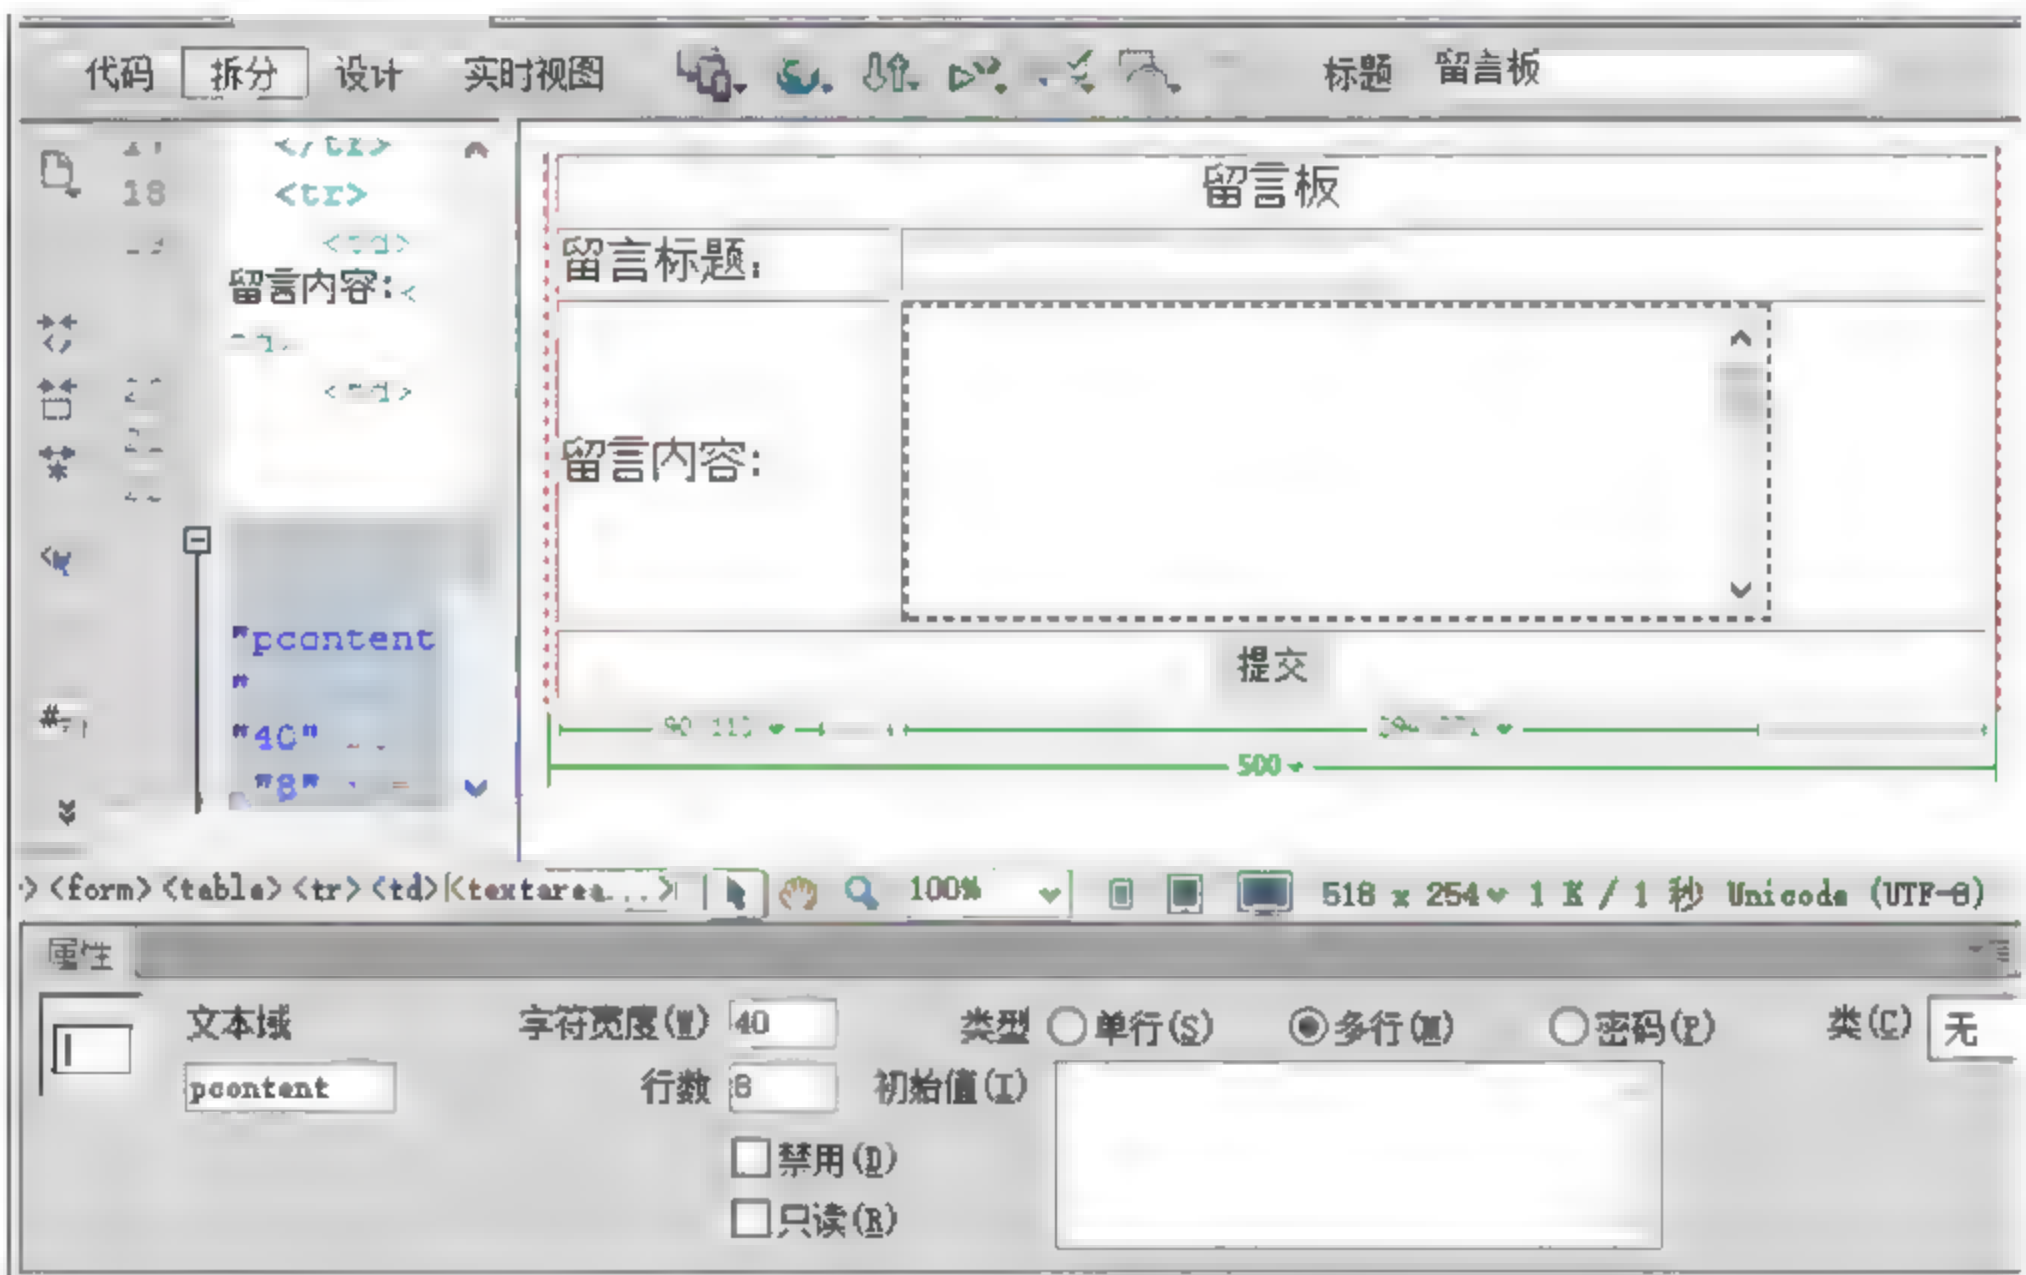 代码 拆分 设计 实时视图 标题 留言板
</tr>
18 <tr>
<td>
留言内容:<
"pcontent
"
"40"
"8"
留言板
留言标题:
留言内容:
提交
500
<form><table><tr><td><textarea...> 100% 518 x 254 1 K / 1 秒 Unicode (UTF-8)
属性
文本域 字符宽度(W) 40 类型 单行(S) 多行(M) 密码(P) 类(C) 无
pcontent 行数 8 初始值(I)
禁用(D)
只读(R)